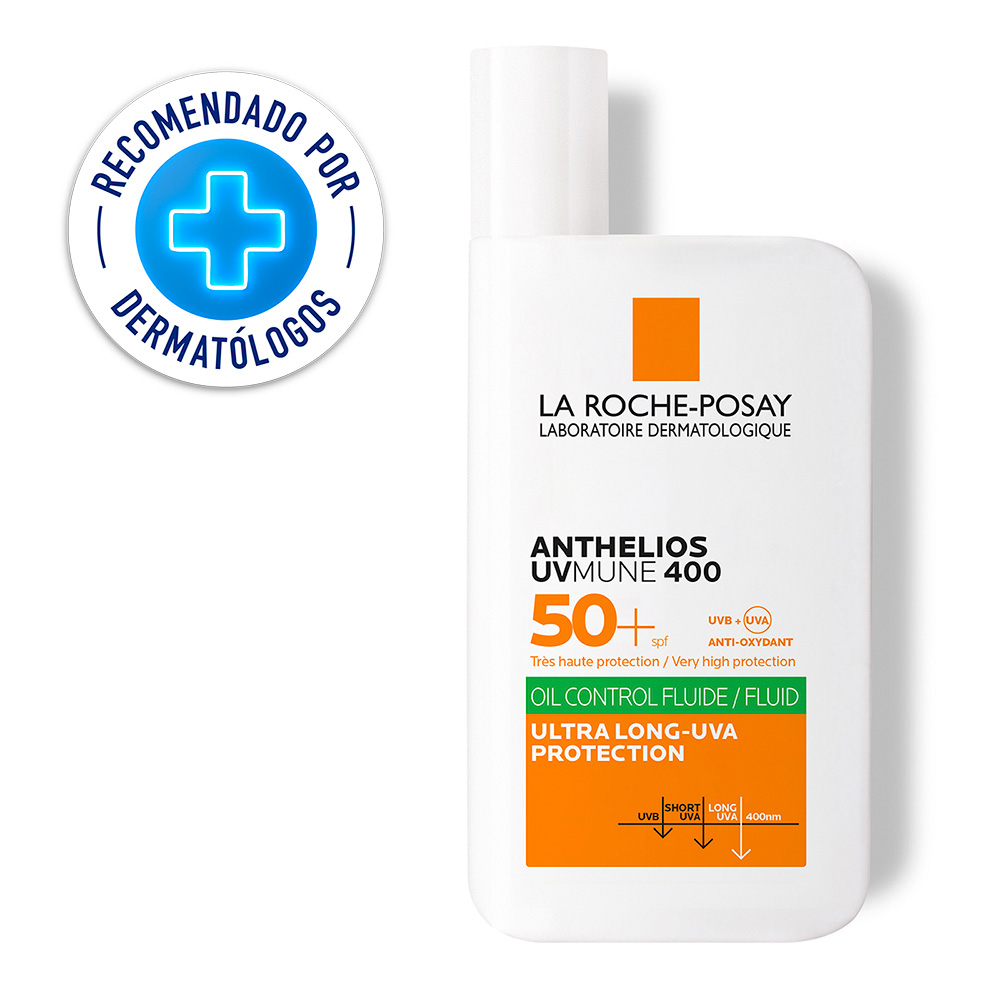 RECOMENDADO POR
DERMATÓLOGOS
LA ROCHE-POSAY
LABORATOIRE DERMATOLOGIQUE
ANTHELIOS
UVMUNE 400
50+ spf
UVB + UVA
ANTI-OXYDANT
Très haute protection / Very high protection
OIL CONTROL FLUIDE / FLUID
ULTRA LONG-UVA
PROTECTION
UVB SHORT UVA LONG UVA 400nm